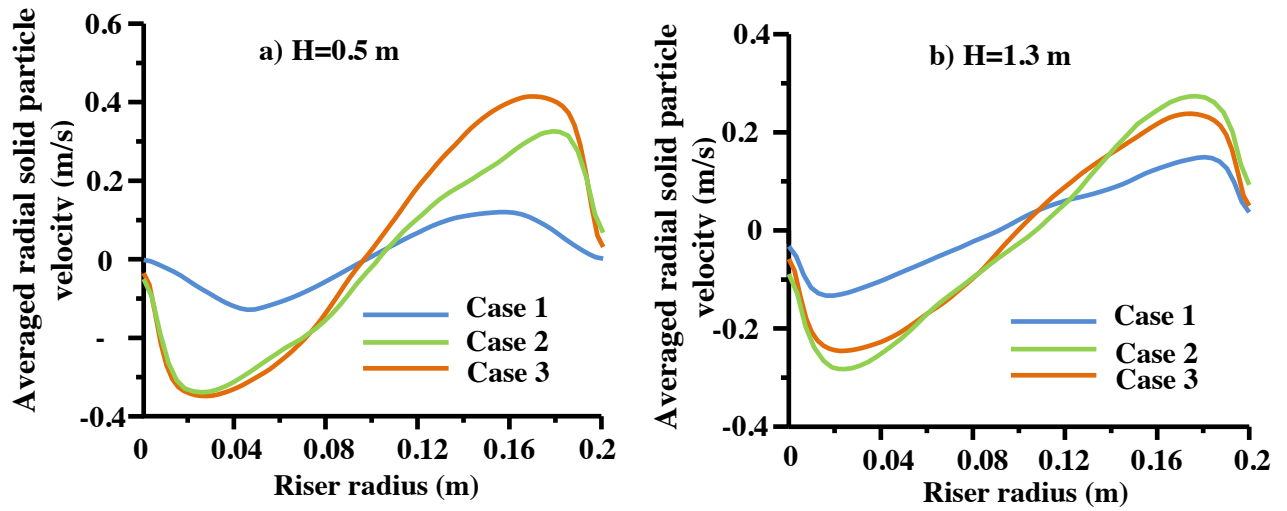 Averaged radial solid particle
velocity (m/s)
0.6
0.4
0.2
0
-
-0.4
a) H=0.5 m
Case 1
Case 2
Case 3
0 0.04 0.08 0.12 0.16 0.2
Riser radius (m)
Averaged radial solid particle
velocity (m/s)
0.4
0.2
0
-0.2
-0.4
b) H=1.3 m
Case 1
Case 2
Case 3
0 0.04 0.08 0.12 0.16 0.2
Riser radius (m)